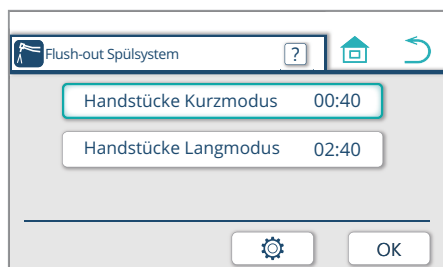 Flush-out Spülsystem ?
Handstücke Kurzmodus 00:40
Handstücke Langmodus 02:40
OK